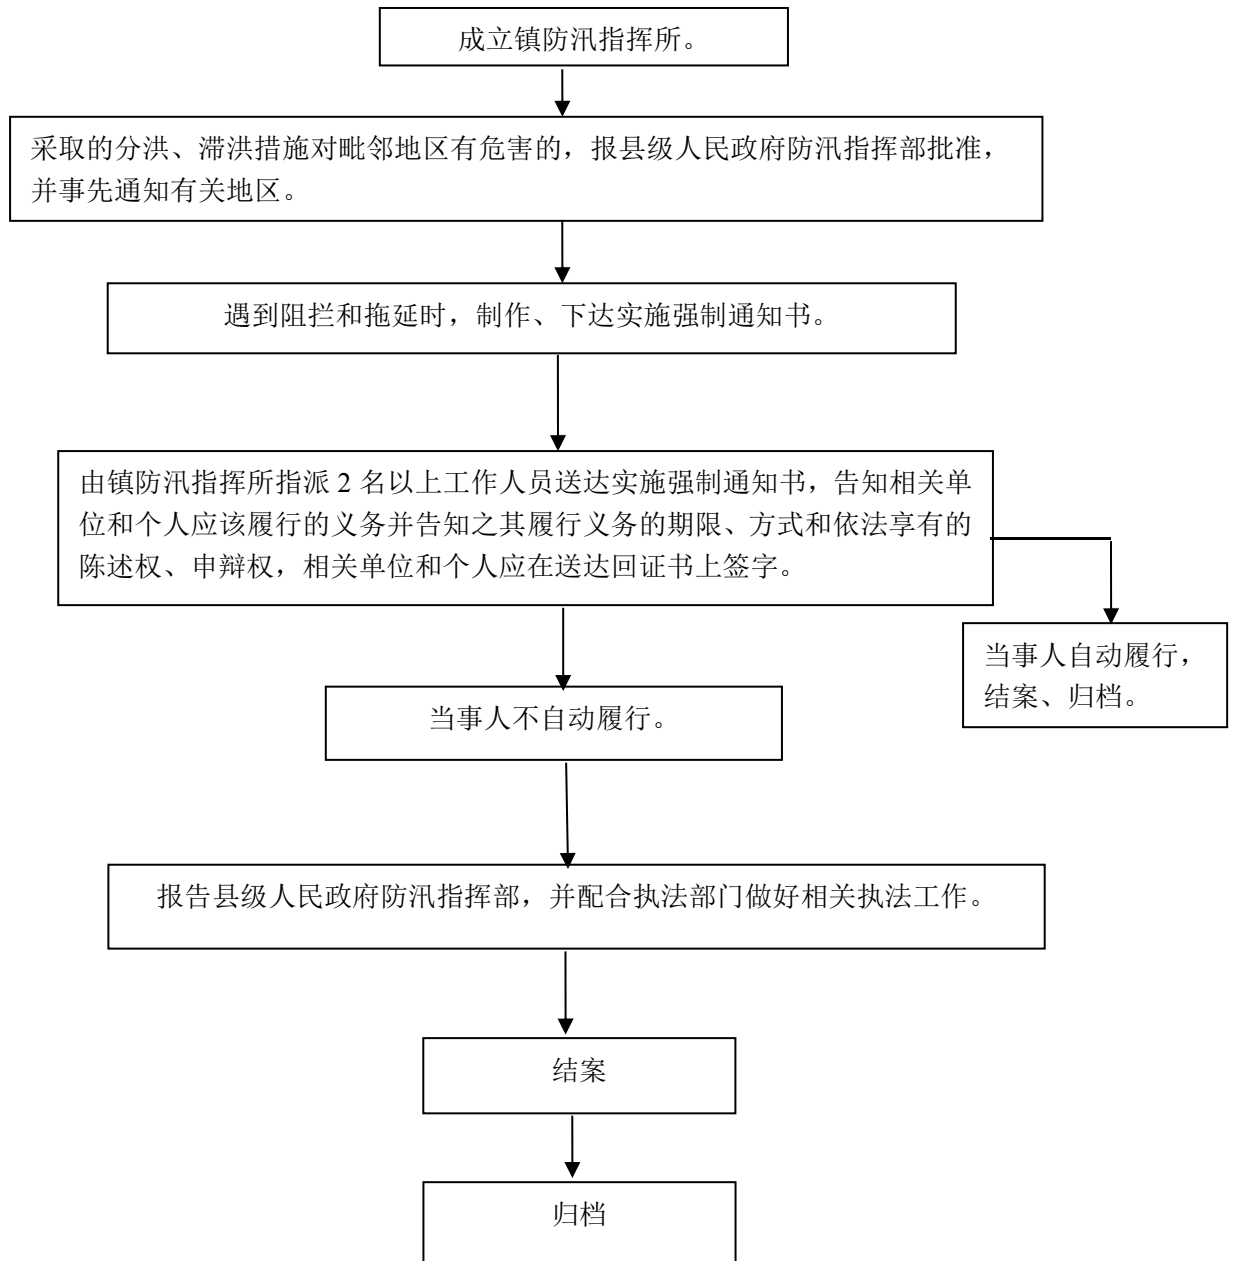 成立镇防汛指挥所。
采取的分洪、滞洪措施对毗邻地区有危害的，报县级人民政府防汛指挥部批准，
并事先通知有关地区。
遇到阻拦和拖延时，制作、下达实施强制通知书。
由镇防汛指挥所指派 2 名以上工作人员送达实施强制通知书，告知相关单
位和个人应该履行的义务并告知之其履行义务的期限、方式和依法享有的
陈述权、申辩权，相关单位和个人应在送达回证书上签字。
当事人自动履行，
结案、归档。
当事人不自动履行。
报告县级人民政府防汛指挥部，并配合执法部门做好相关执法工作。
结案
归档